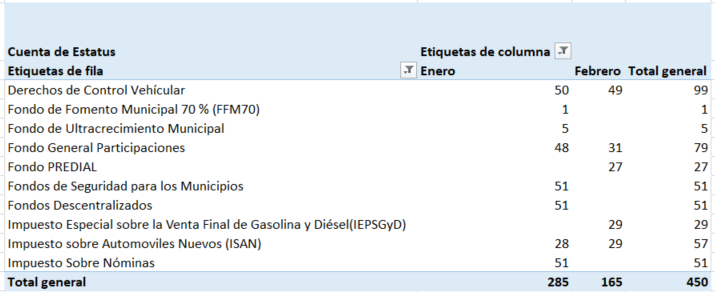 Cuenta de Estatus Etiquetas de columna
Etiquetas de fila Enero Febrero Total general
Derechos de Control Vehícular 50 49 99
Fondo de Fomento Municipal 70 % (FFM70) 1 1
Fondo de Ultracrecimiento Municipal 5 5
Fondo General Participaciones 48 31 79
Fondo PREDIAL 27 27
Fondos de Seguridad para los Municipios 51 51
Fondos Descentralizados 51 51
Impuesto Especial sobre la Venta Final de Gasolina y Diésel(IEPSGyD) 29 29
Impuesto sobre Automoviles Nuevos (ISAN) 28 29 57
Impuesto Sobre Nóminas 51 51
Total general 285 165 450